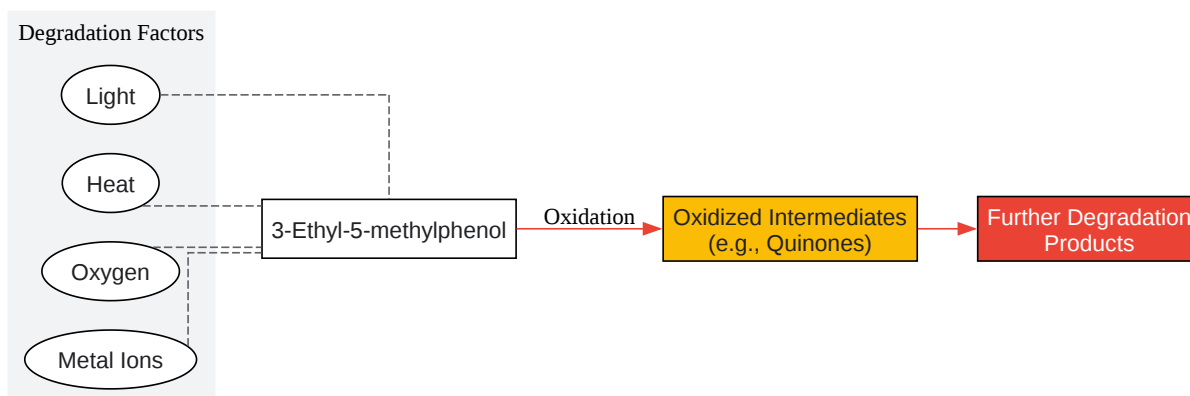 Degradation Factors
Light
Heat
Oxygen
Metal Ions
3-Ethyl-5-methylphenol
Oxidation
Oxidized Intermediates
(e.g., Quinones)
Further Degradation
Products